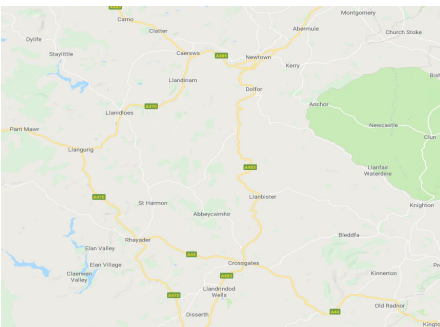 Montgomery
Carno
Clatter
Abermule
Church Stoke
Dylife
Staylittle
Caersws
A489
Newtown
Kerry
Llandinam
Dolfor
Anchor
A470
Llanidloes
Newcastle
Pant Mawr
Clun
Llangurig
A483
Llanfair
Waterdine
A470
Llanbister
St Harmon
Knighton
Abbeycwmhir
Bleddfa
Rhayader
Elan Valley
A44
Crossgates
Elan Village
Claerwen
Valley
A483
Kinnerton
Llandrindod
Wells
A470
Old Radnor
A44
Disserth